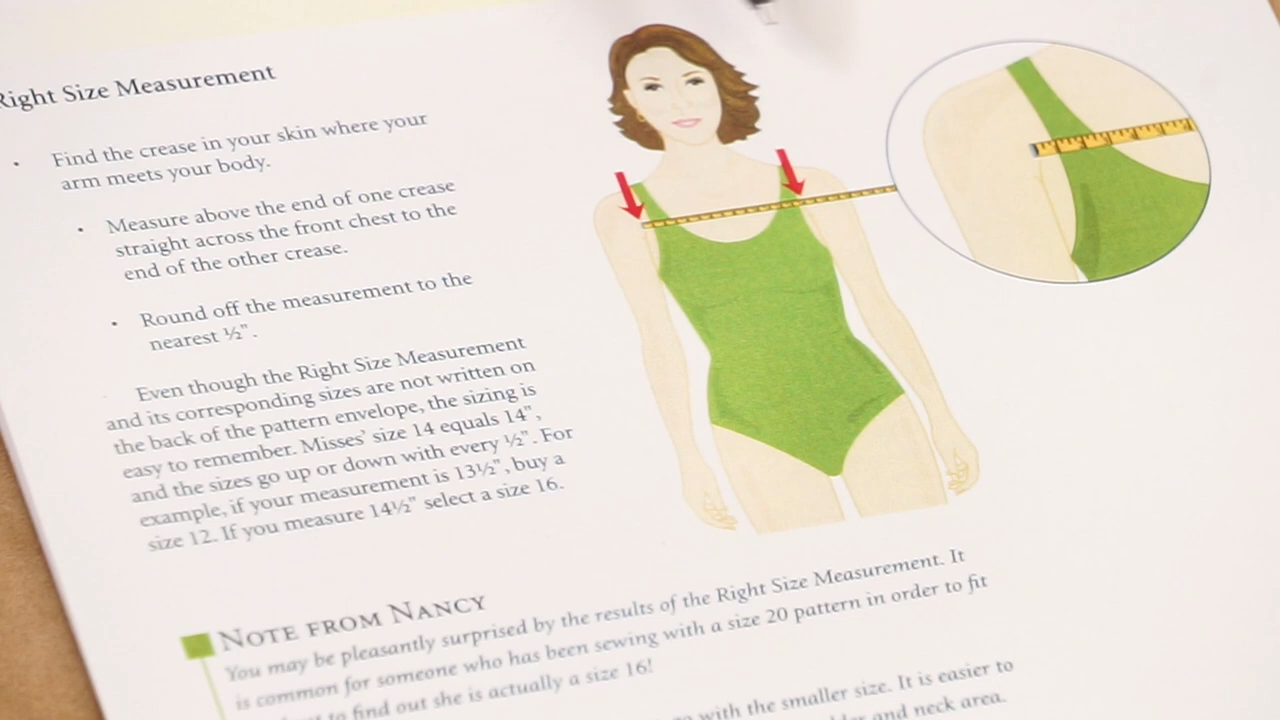 Right Size Measurement
• Find the crease in your skin where your
arm meets your body.
• Measure above the end of one crease
straight across the front chest to the
end of the other crease.
• Round off the measurement to the
nearest ½".
Even though the Right Size Measurement
and its corresponding sizes are not written on
the back of the pattern envelope, the sizing is
easy to remember. Misses' size 14 equals 14",
and the sizes go up or down with every ½". For
example, if your measurement is 13½", buy a
size 12. If you measure 14½" select a size 16.
Note from Nancy
You may be pleasantly surprised by the results of the Right Size Measurement. It
is common for someone who has been sewing with a size 20 pattern in order to fit
to find out she is actually a size 16!
with the smaller size. It is easier to
and neck area.